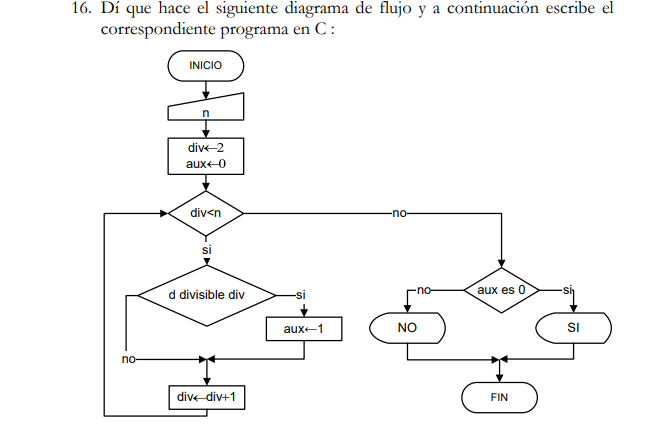 16. Dí que hace el siguiente diagrama de flujo y a continuación escribe el
correspondiente programa en C :
INICIO
n
div←2
aux←0
div<n
no
si
d divisible div
si
aux←1
no
div←div+1
aux es 0
no
si
NO
SI
FIN